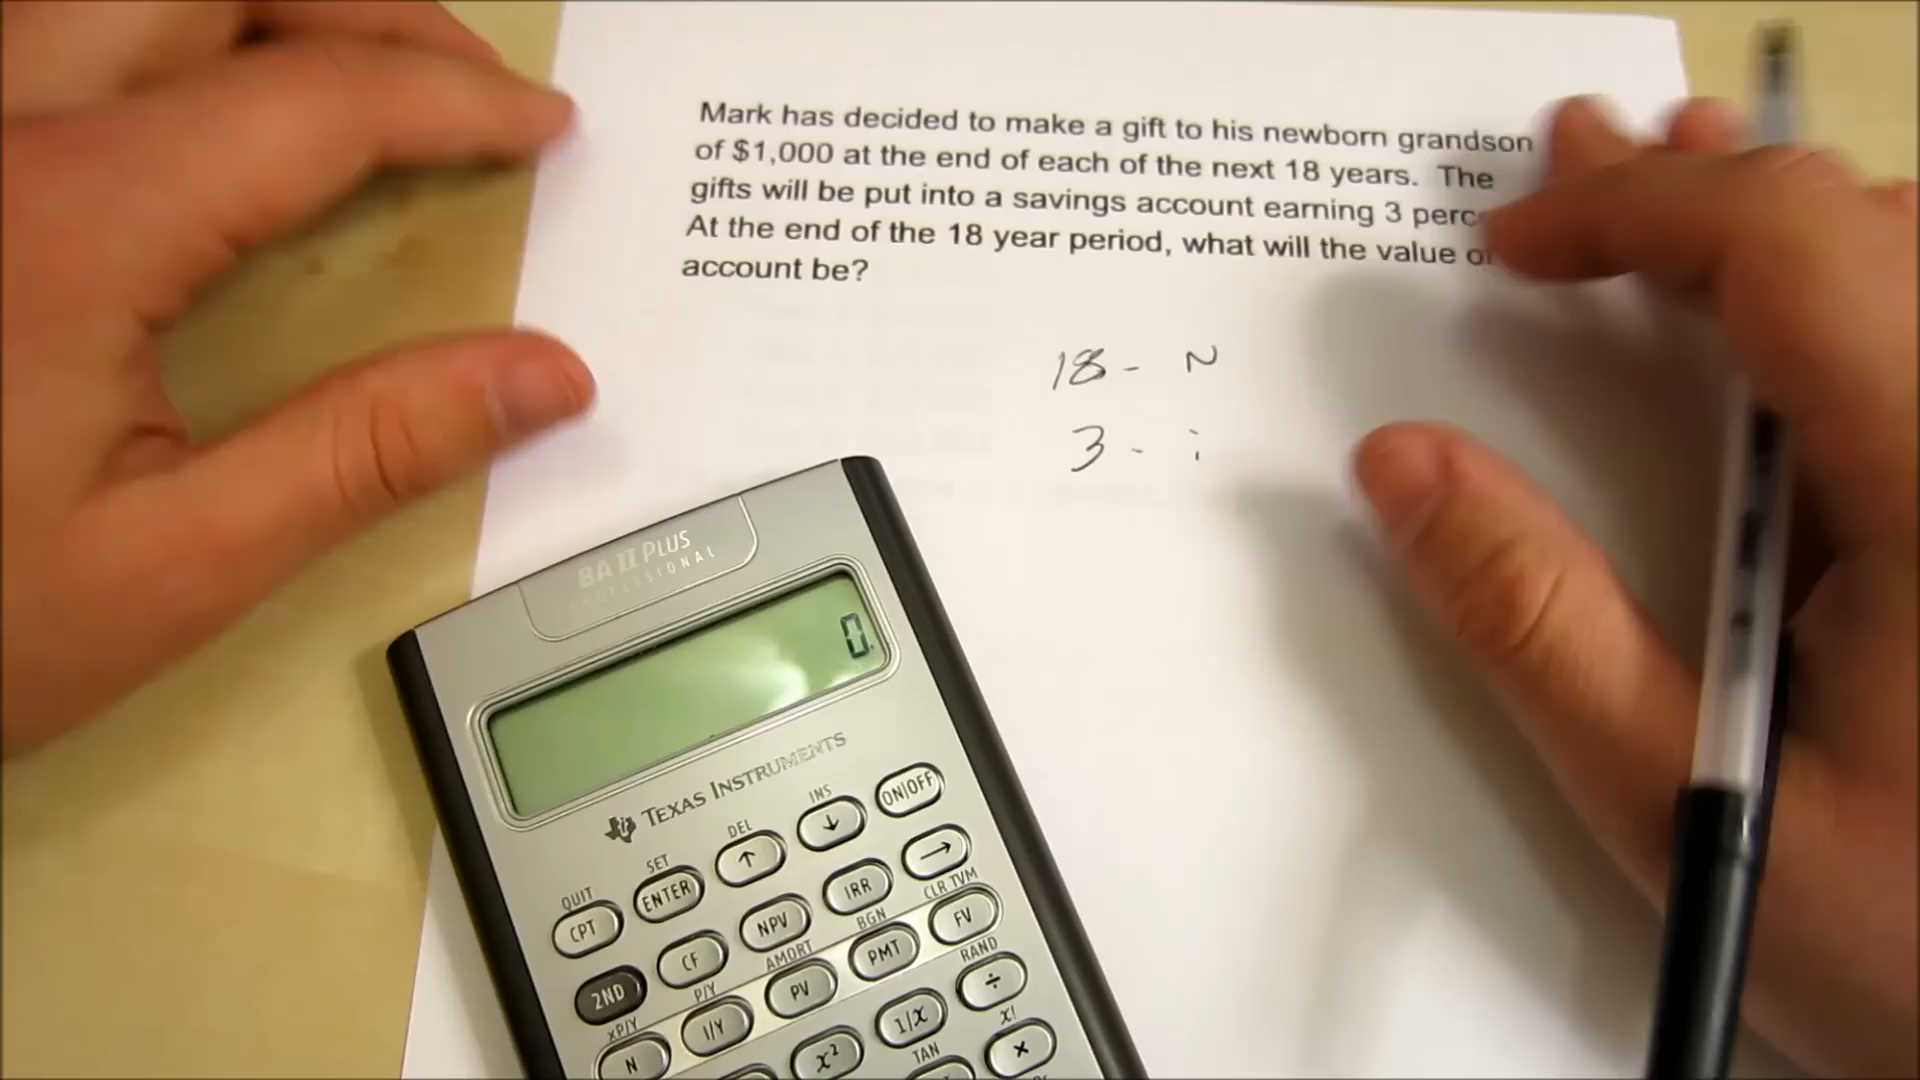 Mark has decided to make a gift to his newborn grandson
of $1,000 at the end of each of the next 18 years. The
gifts will be put into a savings account earning 3 perc
At the end of the 18 year period, what will the value of
account be?
18 - N
3 - i
BA II PLUS
PROFESSIONAL
0.
TEXAS INSTRUMENTS
QUIT SET DEL INS
CPT ENTER ↑ ↓ ON|OFF
2ND CF NPV IRR →
xP/Y P/Y AMORT BGN CLR TVM
N I/Y PV PMT FV
RAND
x² 1/x ÷
TAN x!
×